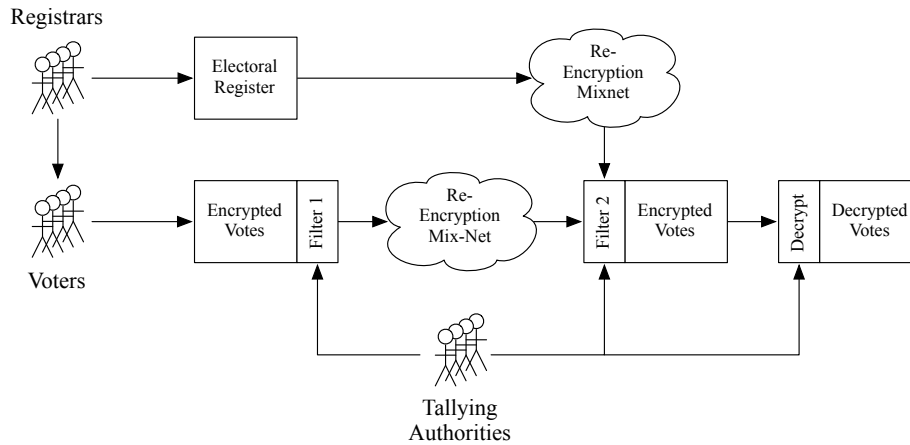 Registrars
Electoral
Register
Re-
Encryption
Mixnet
Voters
Encrypted
Votes
Filter 1
Re-
Encryption
Mix-Net
Filter 2
Encrypted
Votes
Decrypt
Decrypted
Votes
Tallying
Authorities